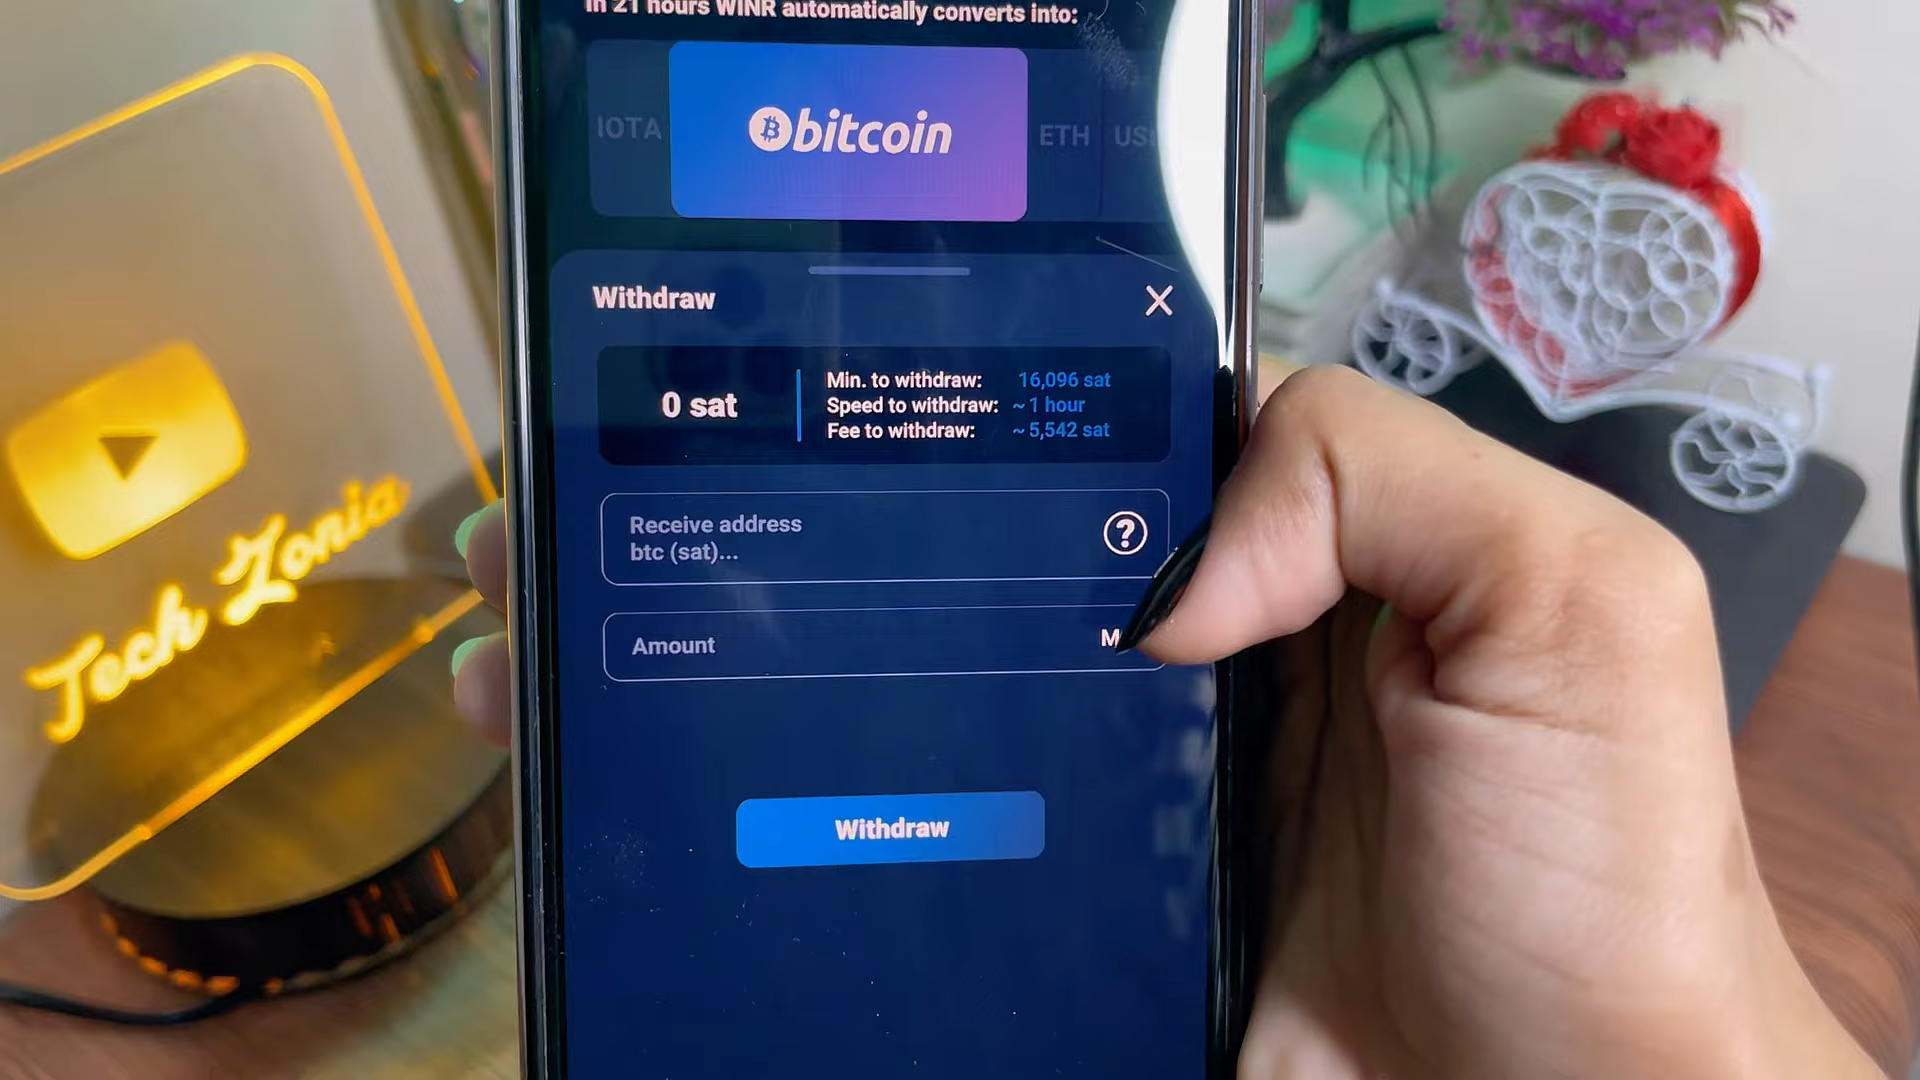 In 21 hours WINR automatically converts into:
IOTA
bitcoin
ETH
Withdraw
0 sat
Min. to withdraw: 16,096 sat
Speed to withdraw: ~ 1 hour
Fee to withdraw: ~ 5,542 sat
Receive address
btc (sat)...
?
Amount
Withdraw
Tech Zonia